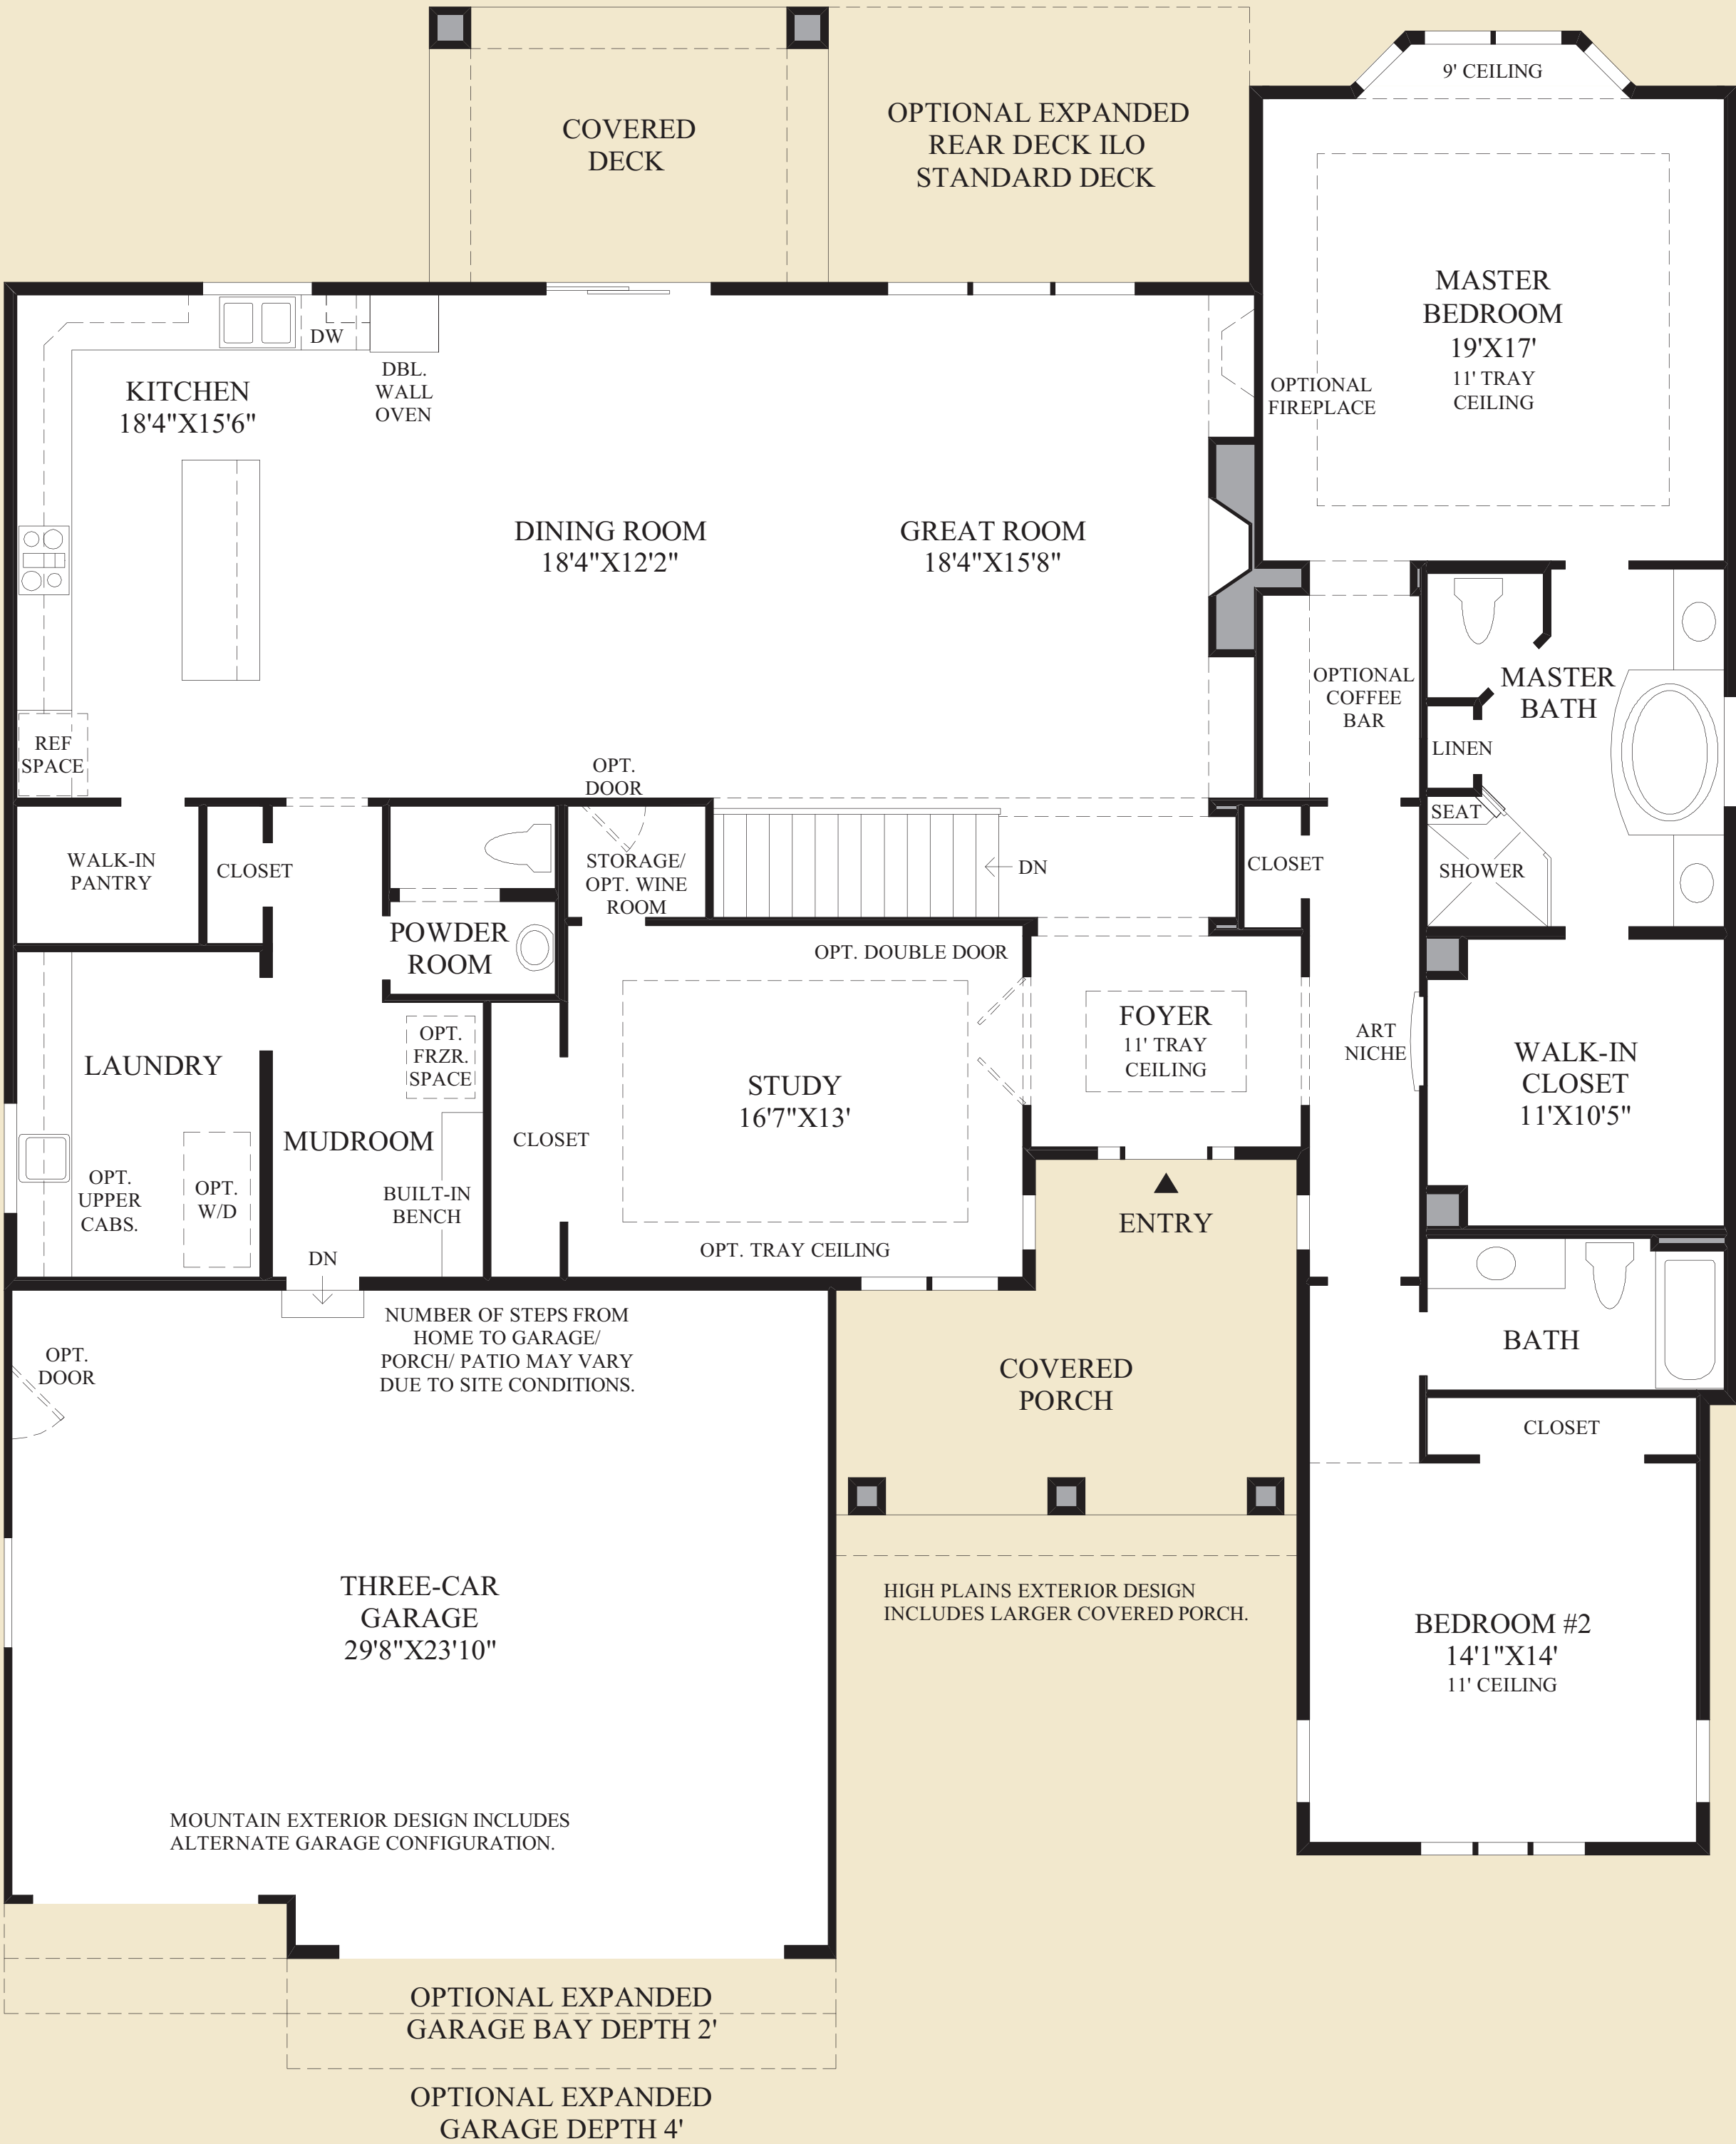 9' CEILING
COVERED
DECK
OPTIONAL EXPANDED
REAR DECK ILO
STANDARD DECK
MASTER
BEDROOM
19'X17'
11' TRAY
CEILING
DW
DBL.
WALL
OVEN
KITCHEN
18'4"X15'6"
OPTIONAL
FIREPLACE
DINING ROOM
18'4"X12'2"
GREAT ROOM
18'4"X15'8"
OPTIONAL
COFFEE
BAR
MASTER
BATH
REF
SPACE
LINEN
OPT.
DOOR
SEAT
WALK-IN
PANTRY
CLOSET
STORAGE/
OPT. WINE
ROOM
DN
CLOSET
SHOWER
POWDER
ROOM
OPT. DOUBLE DOOR
FOYER
11' TRAY
CEILING
ART
NICHE
WALK-IN
CLOSET
11'X10'5"
LAUNDRY
OPT.
FRZR.
SPACE
STUDY
16'7"X13'
MUDROOM
CLOSET
OPT.
UPPER
CABS.
OPT.
W/D
BUILT-IN
BENCH
ENTRY
OPT. TRAY CEILING
DN
NUMBER OF STEPS FROM
HOME TO GARAGE/
PORCH/ PATIO MAY VARY
DUE TO SITE CONDITIONS.
OPT.
DOOR
COVERED
PORCH
BATH
CLOSET
THREE-CAR
GARAGE
29'8"X23'10"
HIGH PLAINS EXTERIOR DESIGN
INCLUDES LARGER COVERED PORCH.
BEDROOM #2
14'1"X14'
11' CEILING
MOUNTAIN EXTERIOR DESIGN INCLUDES
ALTERNATE GARAGE CONFIGURATION.
OPTIONAL EXPANDED
GARAGE BAY DEPTH 2'
OPTIONAL EXPANDED
GARAGE DEPTH 4'